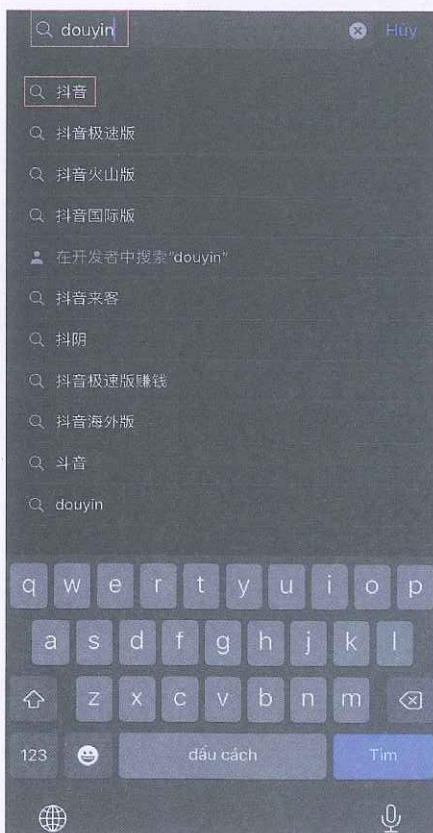 douyin Hủy
抖音
抖音极速版
抖音火山版
抖音国际版
在开发者中搜索"douyin"
抖音来客
抖阴
抖音极速版赚钱
抖音海外版
斗音
douyin
q w e r t y u i o p
a s d f g h j k l
z x c v b n m
123 dấu cách Tìm